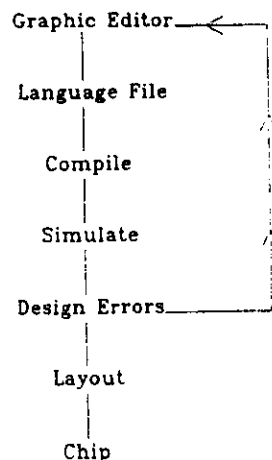 Graphic Editor
Language File
Compile
Simulate
Design Errors
Layout
Chip